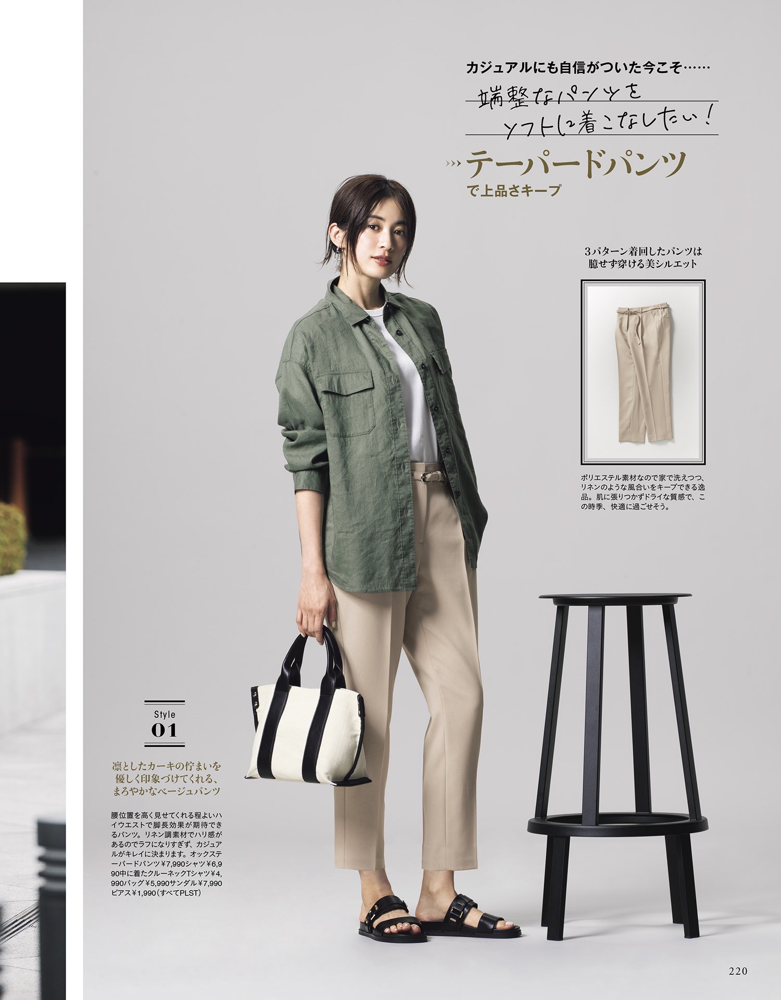 カジュアルにも自信がついた今こそ……
端整なパンツを
ソフトに着こなしたい！
テーパードパンツ
で上品さキープ
3パターン着回したパンツは
臆せず穿ける美シルエット
ポリエステル素材なので家で洗えつつ、
リネンのような風合いをキープできる逸
品。肌に張りつかずドライな質感で、こ
の時季、快適に過ごせそう。
Style
01
凛としたカーキの佇まいを
優しく印象づけてくれる、
まろやかなベージュパンツ
腰位置を高く見せてくれる程よいハ
イウエストで脚長効果が期待でき
るパンツ。リネン調素材でハリ感が
あるのでラフになりすぎず、カジュア
ルがキレイに決まります。オックステ
ーパードパンツ¥7,990シャツ¥6,9
90中に着たクルーネックTシャツ¥4,
990バッグ¥5,990サンダル¥7,990
ピアス¥1,990（すべてPLST）
220